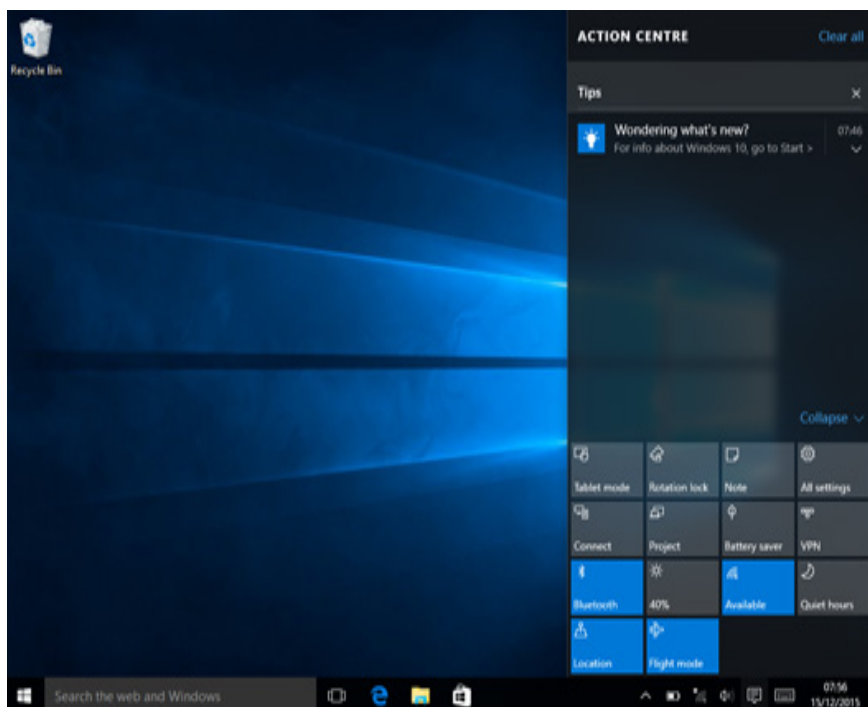 Recycle Bin
ACTION CENTRE
Clear all
Tips
Wondering what's new?
07:46
For info about Windows 10, go to Start >
Collapse
Tablet mode
Rotation lock
Note
All settings
Connect
Project
Battery saver
VPN
Bluetooth
40%
Available
Quiet hours
Location
Flight mode
Search the web and Windows
07:56
15/12/2015